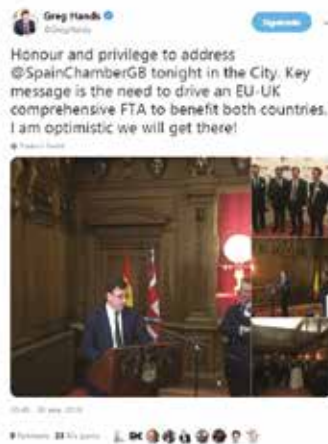 Greg Hands
@GregHands
Siguiendo
Honour and privilege to address
@SpainChamberGB tonight in the City. Key
message is the need to drive an EU-UK
comprehensive FTA to benefit both countries.
I am optimistic we will get there!